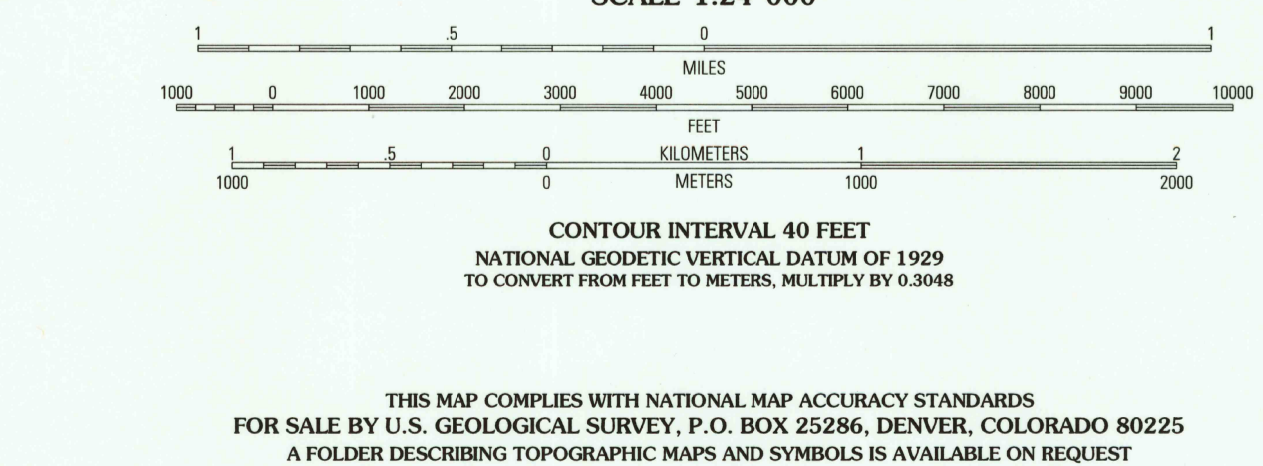 SCALE 1:24 000
1 .5 0 1
MILES
1000 0 1000 2000 3000 4000 5000 6000 7000 8000 9000 10000
FEET
1 .5 0 KILOMETERS 1 2
1000 0 METERS 1000 2000
CONTOUR INTERVAL 40 FEET
NATIONAL GEODETIC VERTICAL DATUM OF 1929
TO CONVERT FROM FEET TO METERS, MULTIPLY BY 0.3048
THIS MAP COMPLIES WITH NATIONAL MAP ACCURACY STANDARDS
FOR SALE BY U.S. GEOLOGICAL SURVEY, P.O. BOX 25286, DENVER, COLORADO 80225
A FOLDER DESCRIBING TOPOGRAPHIC MAPS AND SYMBOLS IS AVAILABLE ON REQUEST